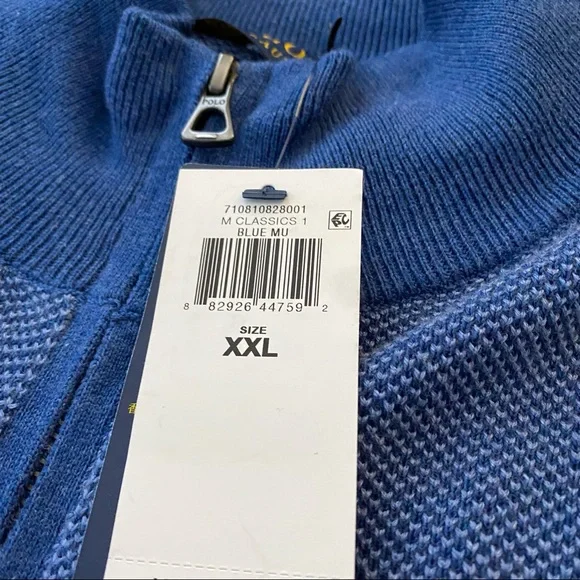 POLO
710810828001
M CLASSICS 1
BLUE MU
8 82926 44759 2
SIZE
XXL